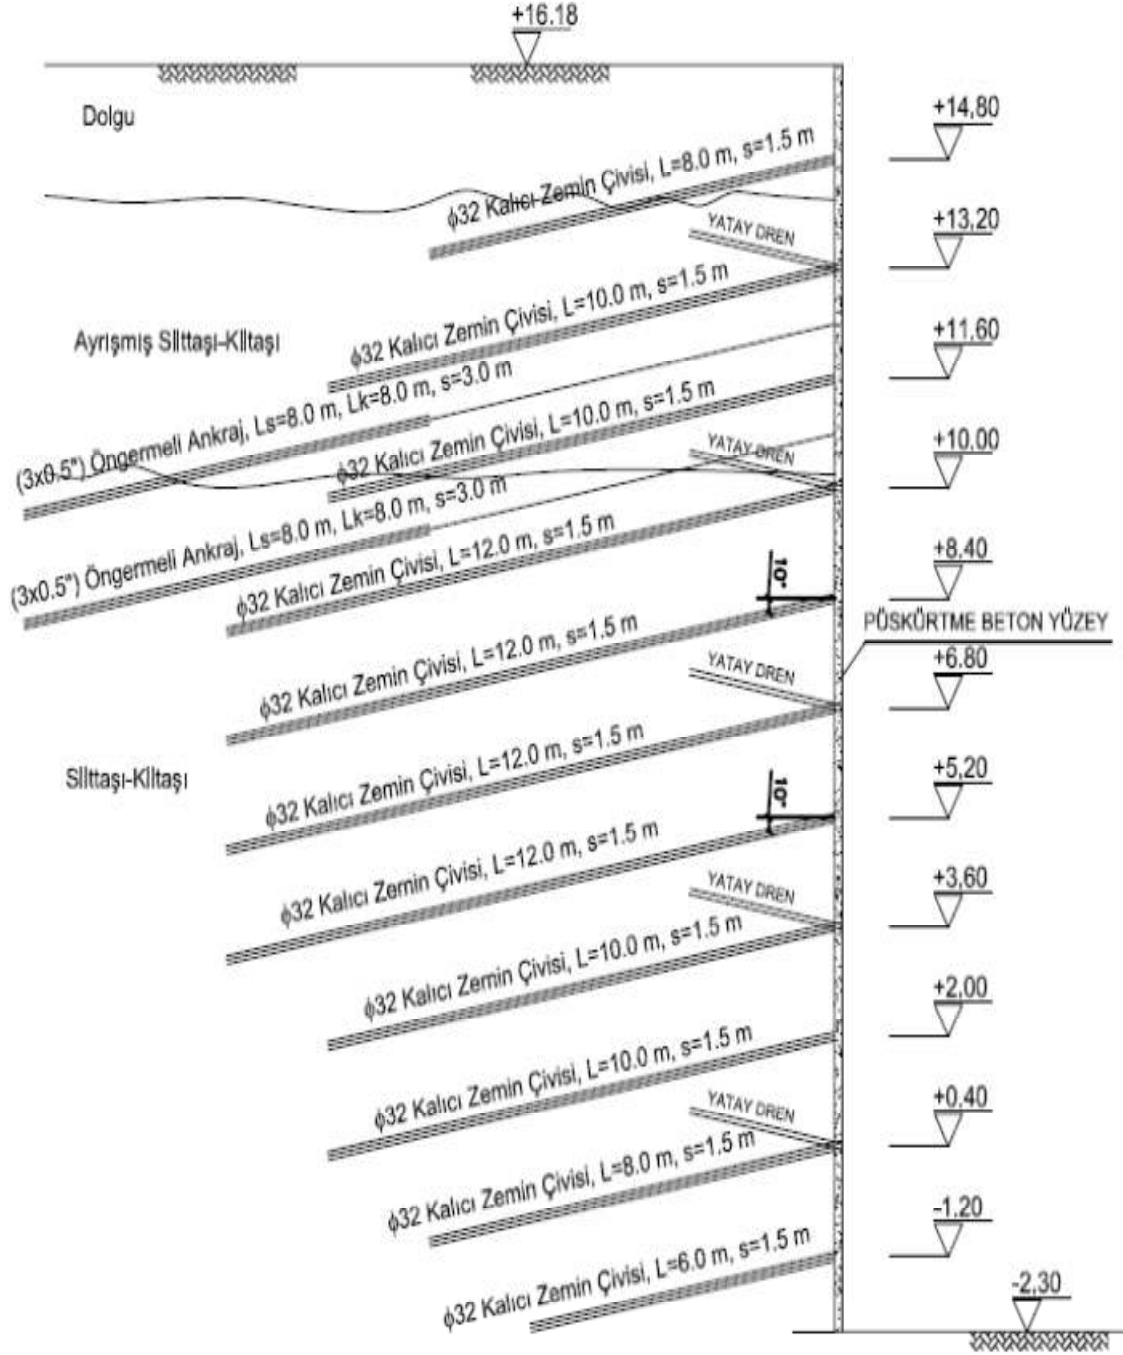 +16.18
Dolgu
+14,80
ϕ32 Kalıcı Zemin Çivisi, L=8.0 m, s=1.5 m
+13,20
YATAY DREN
ϕ32 Kalıcı Zemin Çivisi, L=10.0 m, s=1.5 m
Ayrışmış Silttaşı-Kiltaşı
+11,60
(3x0.5") Öngermeli Ankraj, Ls=8.0 m, Lk=8.0 m, s=3.0 m
ϕ32 Kalıcı Zemin Çivisi, L=10.0 m, s=1.5 m
+10,00
YATAY DREN
(3x0.5") Öngermeli Ankraj, Ls=8.0 m, Lk=8.0 m, s=3.0 m
ϕ32 Kalıcı Zemin Çivisi, L=12.0 m, s=1.5 m
+8,40
10°
PÜSKÜRTME BETON YÜZEY
ϕ32 Kalıcı Zemin Çivisi, L=12.0 m, s=1.5 m
+6,80
YATAY DREN
ϕ32 Kalıcı Zemin Çivisi, L=12.0 m, s=1.5 m
Silttaşı-Kiltaşı
+5,20
10°
ϕ32 Kalıcı Zemin Çivisi, L=12.0 m, s=1.5 m
+3,60
YATAY DREN
ϕ32 Kalıcı Zemin Çivisi, L=10.0 m, s=1.5 m
+2,00
ϕ32 Kalıcı Zemin Çivisi, L=10.0 m, s=1.5 m
+0,40
YATAY DREN
ϕ32 Kalıcı Zemin Çivisi, L=8.0 m, s=1.5 m
-1,20
ϕ32 Kalıcı Zemin Çivisi, L=6.0 m, s=1.5 m
-2,30